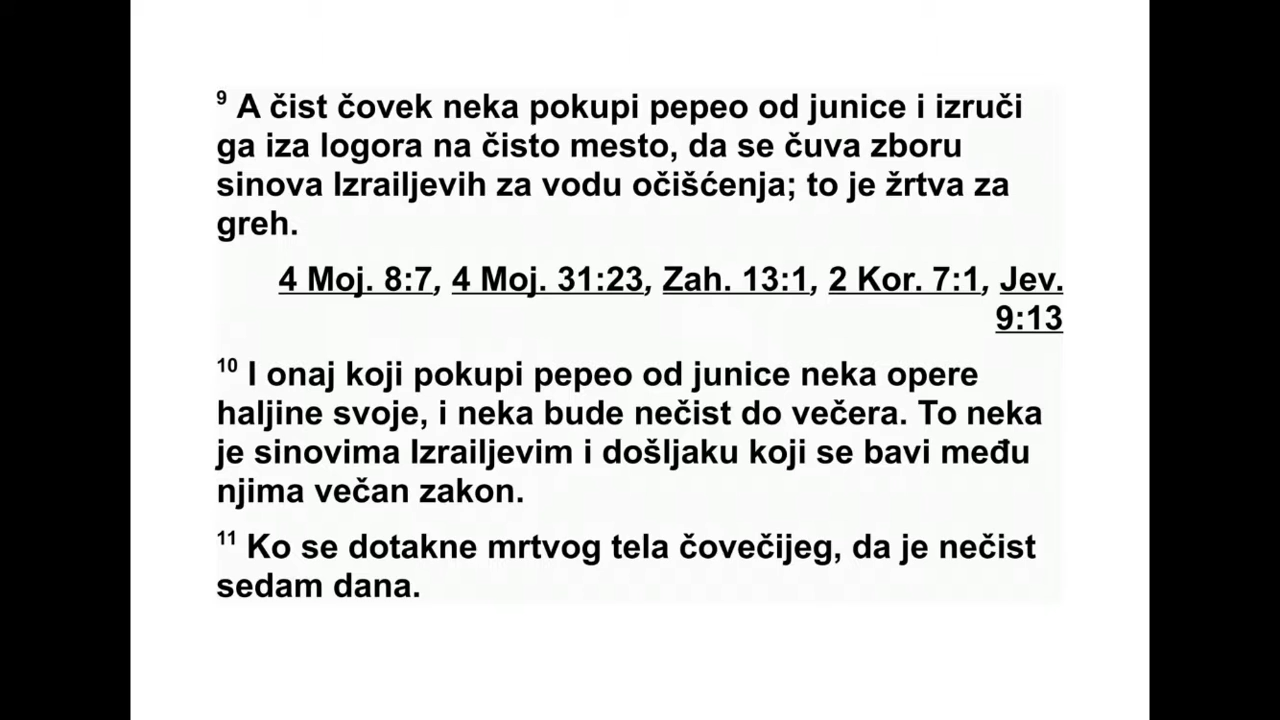 9 A čist čovek neka pokupi pepeo od junice i izruči
ga iza logora na čisto mesto, da se čuva zboru
sinova Izrailjevih za vodu očišćenja; to je žrtva za
greh.
4 Moj. 8:7, 4 Moj. 31:23, Zah. 13:1, 2 Kor. 7:1, Jev.
9:13
10 I onaj koji pokupi pepeo od junice neka opere
haljine svoje, i neka bude nečist do večera. To neka
je sinovima Izrailjevim i došljaku koji se bavi među
njima večan zakon.
11 Ko se dotakne mrtvog tela čovečijeg, da je nečist
sedam dana.